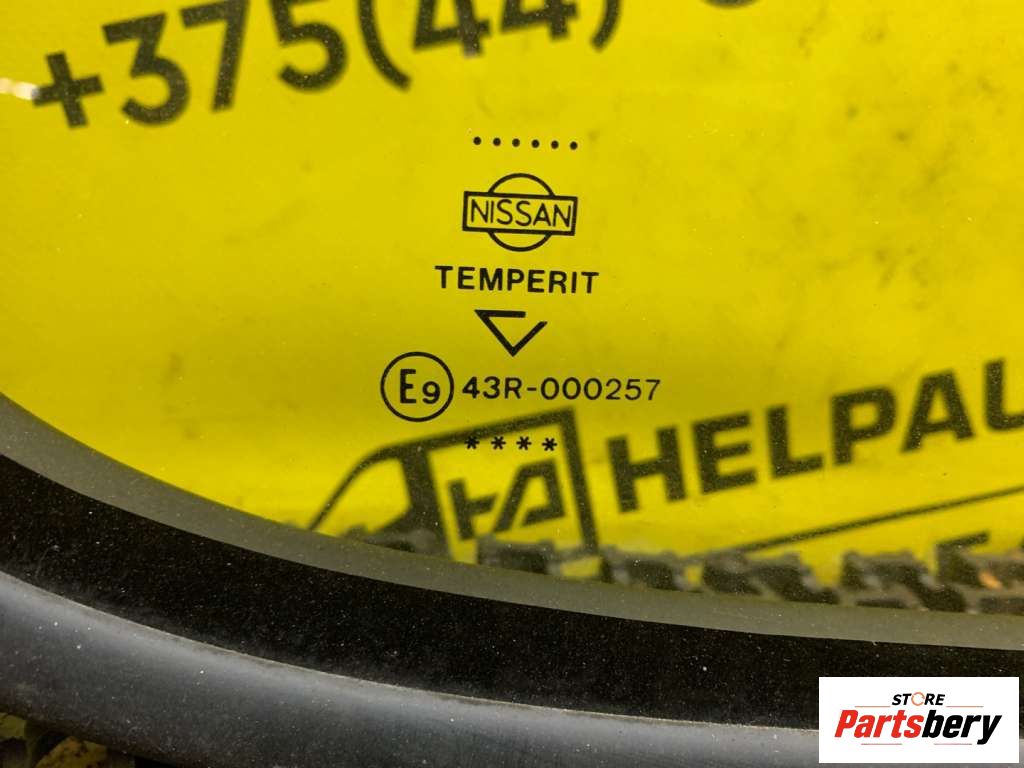 +375(44)
......
NISSAN
TEMPERIT
E9 43R-000257
****
HELPAU
STORE
Partsbery